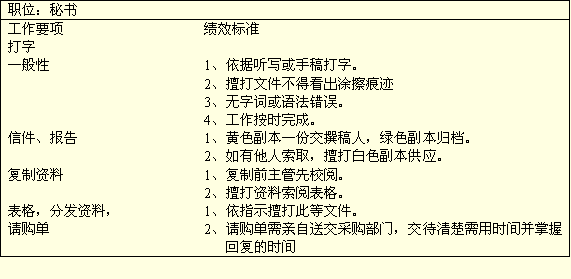 职位：秘书
工作要项 绩效标准
打字
一般性 1、依据听写或手稿打字。
2、擅打文件不得看出涂擦痕迹
3、无字词或语法错误。
4、工作按时完成。
信件、报告 1、黄色副本一份交撰稿人，绿色副本归档。
2、如有他人索取，擅打白色副本供应。
复制资料 1、复制前主管先校阅。
2、擅打资料索阅表格。
表格，分发资料， 1、依指示擅打此等文件。
请购单 2、请购单需亲自送交采购部门，交待清楚需用时间并掌握
回复的时间